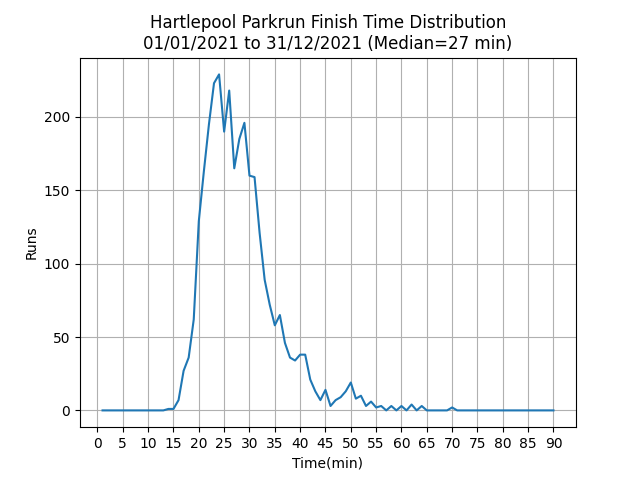 Hartlepool Parkrun Finish Time Distribution
01/01/2021 to 31/12/2021 (Median=27 min)
200
150
100
50
0
Runs
0 5 10 15 20 25 30 35 40 45 50 55 60 65 70 75 80 85 90
Time(min)